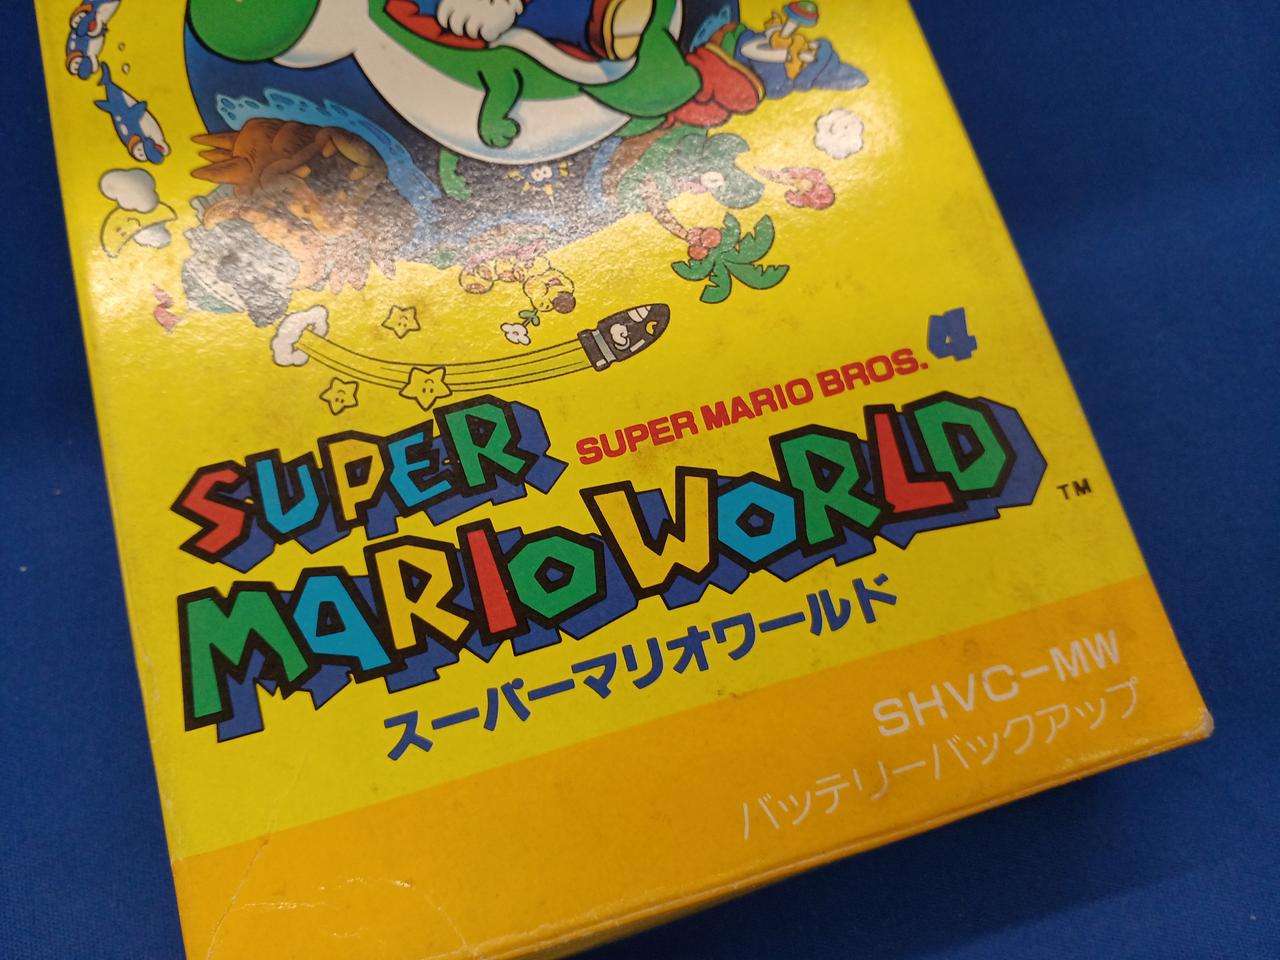 SUPER MARIO BROS. 4
SUPER
MARIO WORLD
TM
スーパーマリオワールド
SHVC-MW
バッテリーバックアップ